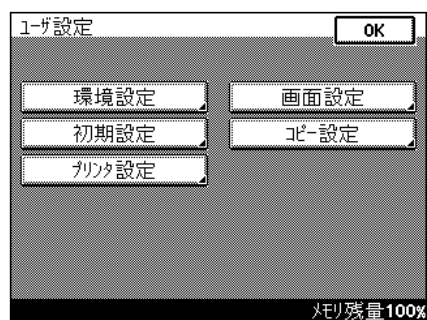 ﾕｰｻﾞ設定 OK
環境設定 画面設定
初期設定 ｺﾋﾟｰ設定
ﾌﾟﾘﾝﾀ設定
ﾒﾓﾘ残量100%